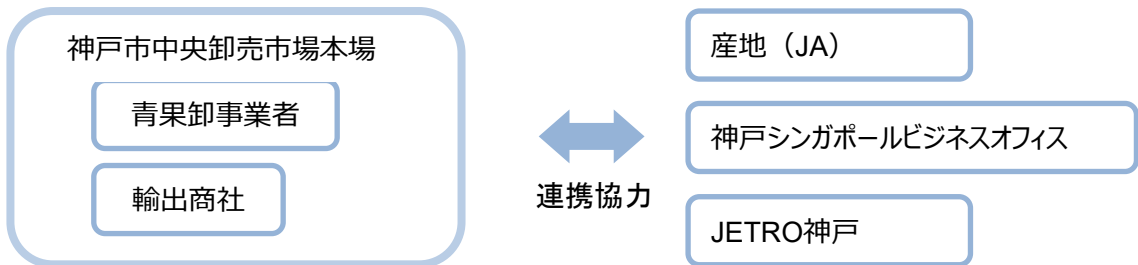 神戸市中央卸売市場本場
青果卸事業者
輸出商社
連携協力
産地（JA）
神戸シンガポールビジネスオフィス
JETRO神戸